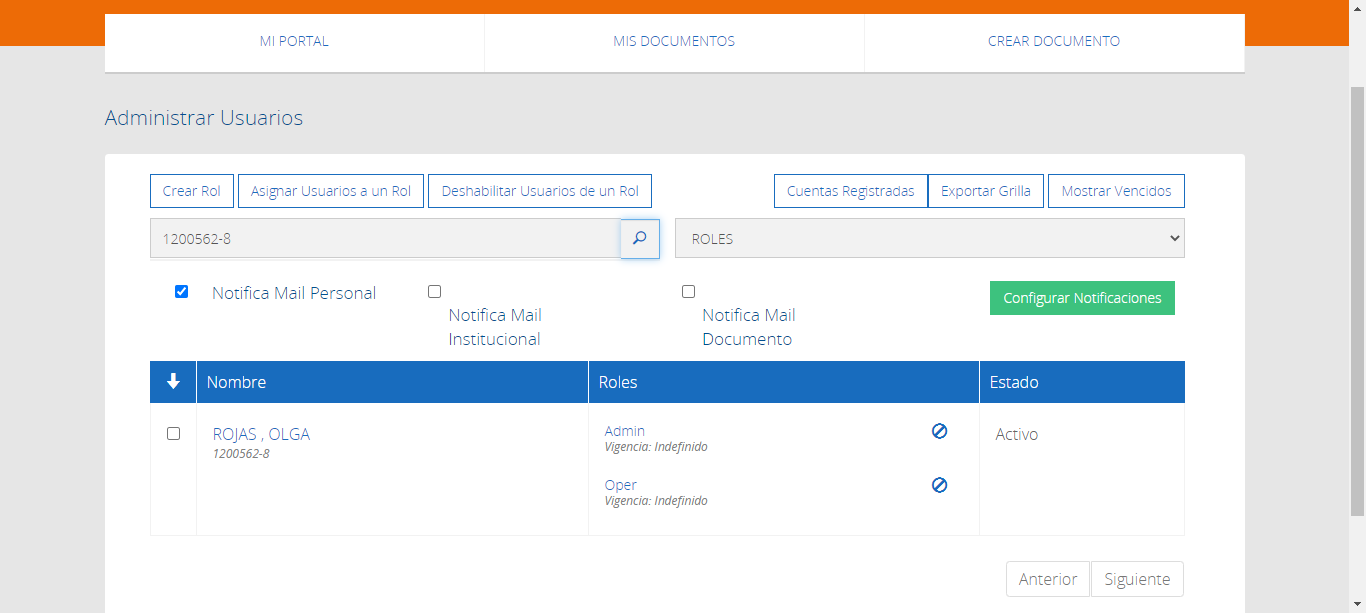 MI PORTAL
MIS DOCUMENTOS
CREAR DOCUMENTO
Administrar Usuarios
Crear Rol
Asignar Usuarios a un Rol
Deshabilitar Usuarios de un Rol
Cuentas Registradas
Exportar Grilla
Mostrar Vencidos
1200562-8
ROLES
Notifica Mail Personal
Notifica Mail
Institucional
Notifica Mail
Documento
Configurar Notificaciones
Nombre
Roles
Estado
ROJAS , OLGA
1200562-8
Admin
Vigencia: Indefinido
Oper
Vigencia: Indefinido
Activo
Anterior
Siguiente